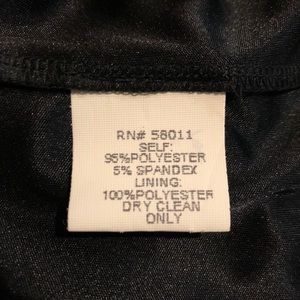 RN# 58011
SELF:
95%POLYESTER
5% SPANDEX
LINING:
100%POLYESTER
DRY CLEAN
ONLY